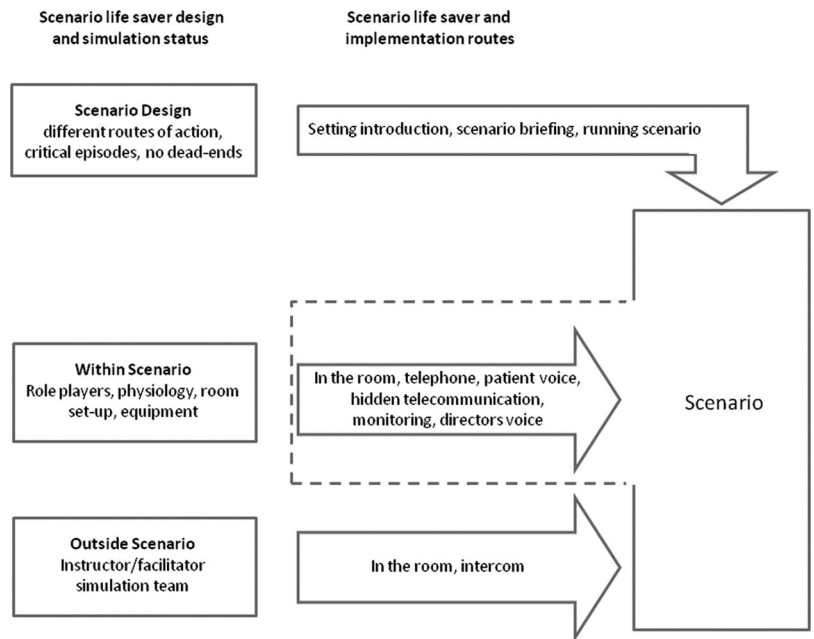 Scenario life saver design
and simulation status
Scenario life saver and
implementation routes
Scenario Design
different routes of action,
critical episodes, no dead-ends
Setting introduction, scenario briefing, running scenario
Within Scenario
Role players, physiology, room
set-up, equipment
In the room, telephone, patient voice,
hidden telecommunication,
monitoring, directors voice
Scenario
Outside Scenario
Instructor/facilitator
simulation team
In the room, intercom